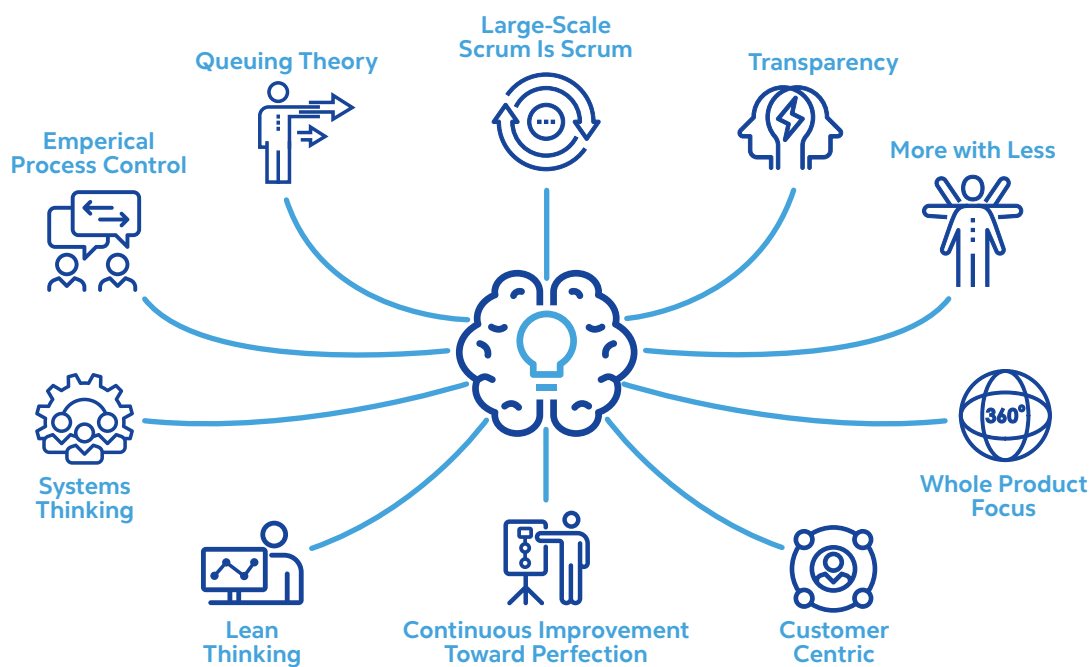 Large-Scale
Scrum Is Scrum
Queuing Theory
Transparency
Emperical
Process Control
More with Less
360°
Systems
Thinking
Whole Product
Focus
Lean
Thinking
Continuous Improvement
Toward Perfection
Customer
Centric